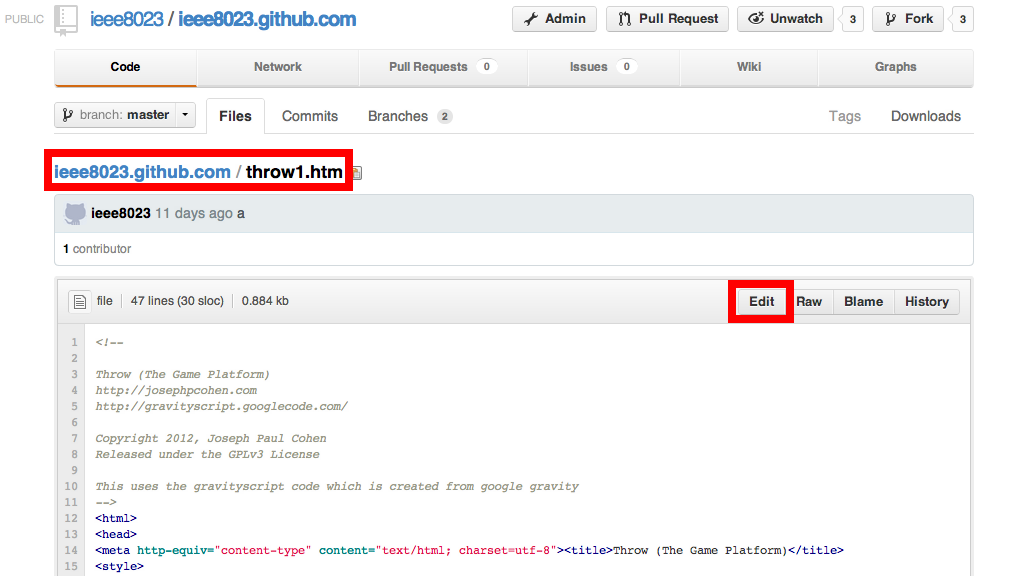 PUBLIC ieee8023 / ieee8023.github.com Admin Pull Request Unwatch 3 Fork 3
Code Network Pull Requests 0 Issues 0 Wiki Graphs
branch: master Files Commits Branches 2 Tags Downloads
ieee8023.github.com / throw1.htm
ieee8023 11 days ago a
1 contributor
file 47 lines (30 sloc) 0.884 kb Edit Raw Blame History
1 <!--
2
3 Throw (The Game Platform)
4 http://josephpcohen.com
5 http://gravityscript.googlecode.com/
6
7 Copyright 2012, Joseph Paul Cohen
8 Released under the GPLv3 License
9
10 This uses the gravityscript code which is created from google gravity
11 -->
12 <html>
13 <head>
14 <meta http-equiv="content-type" content="text/html; charset=utf-8"><title>Throw (The Game Platform)</title>
15 <style>